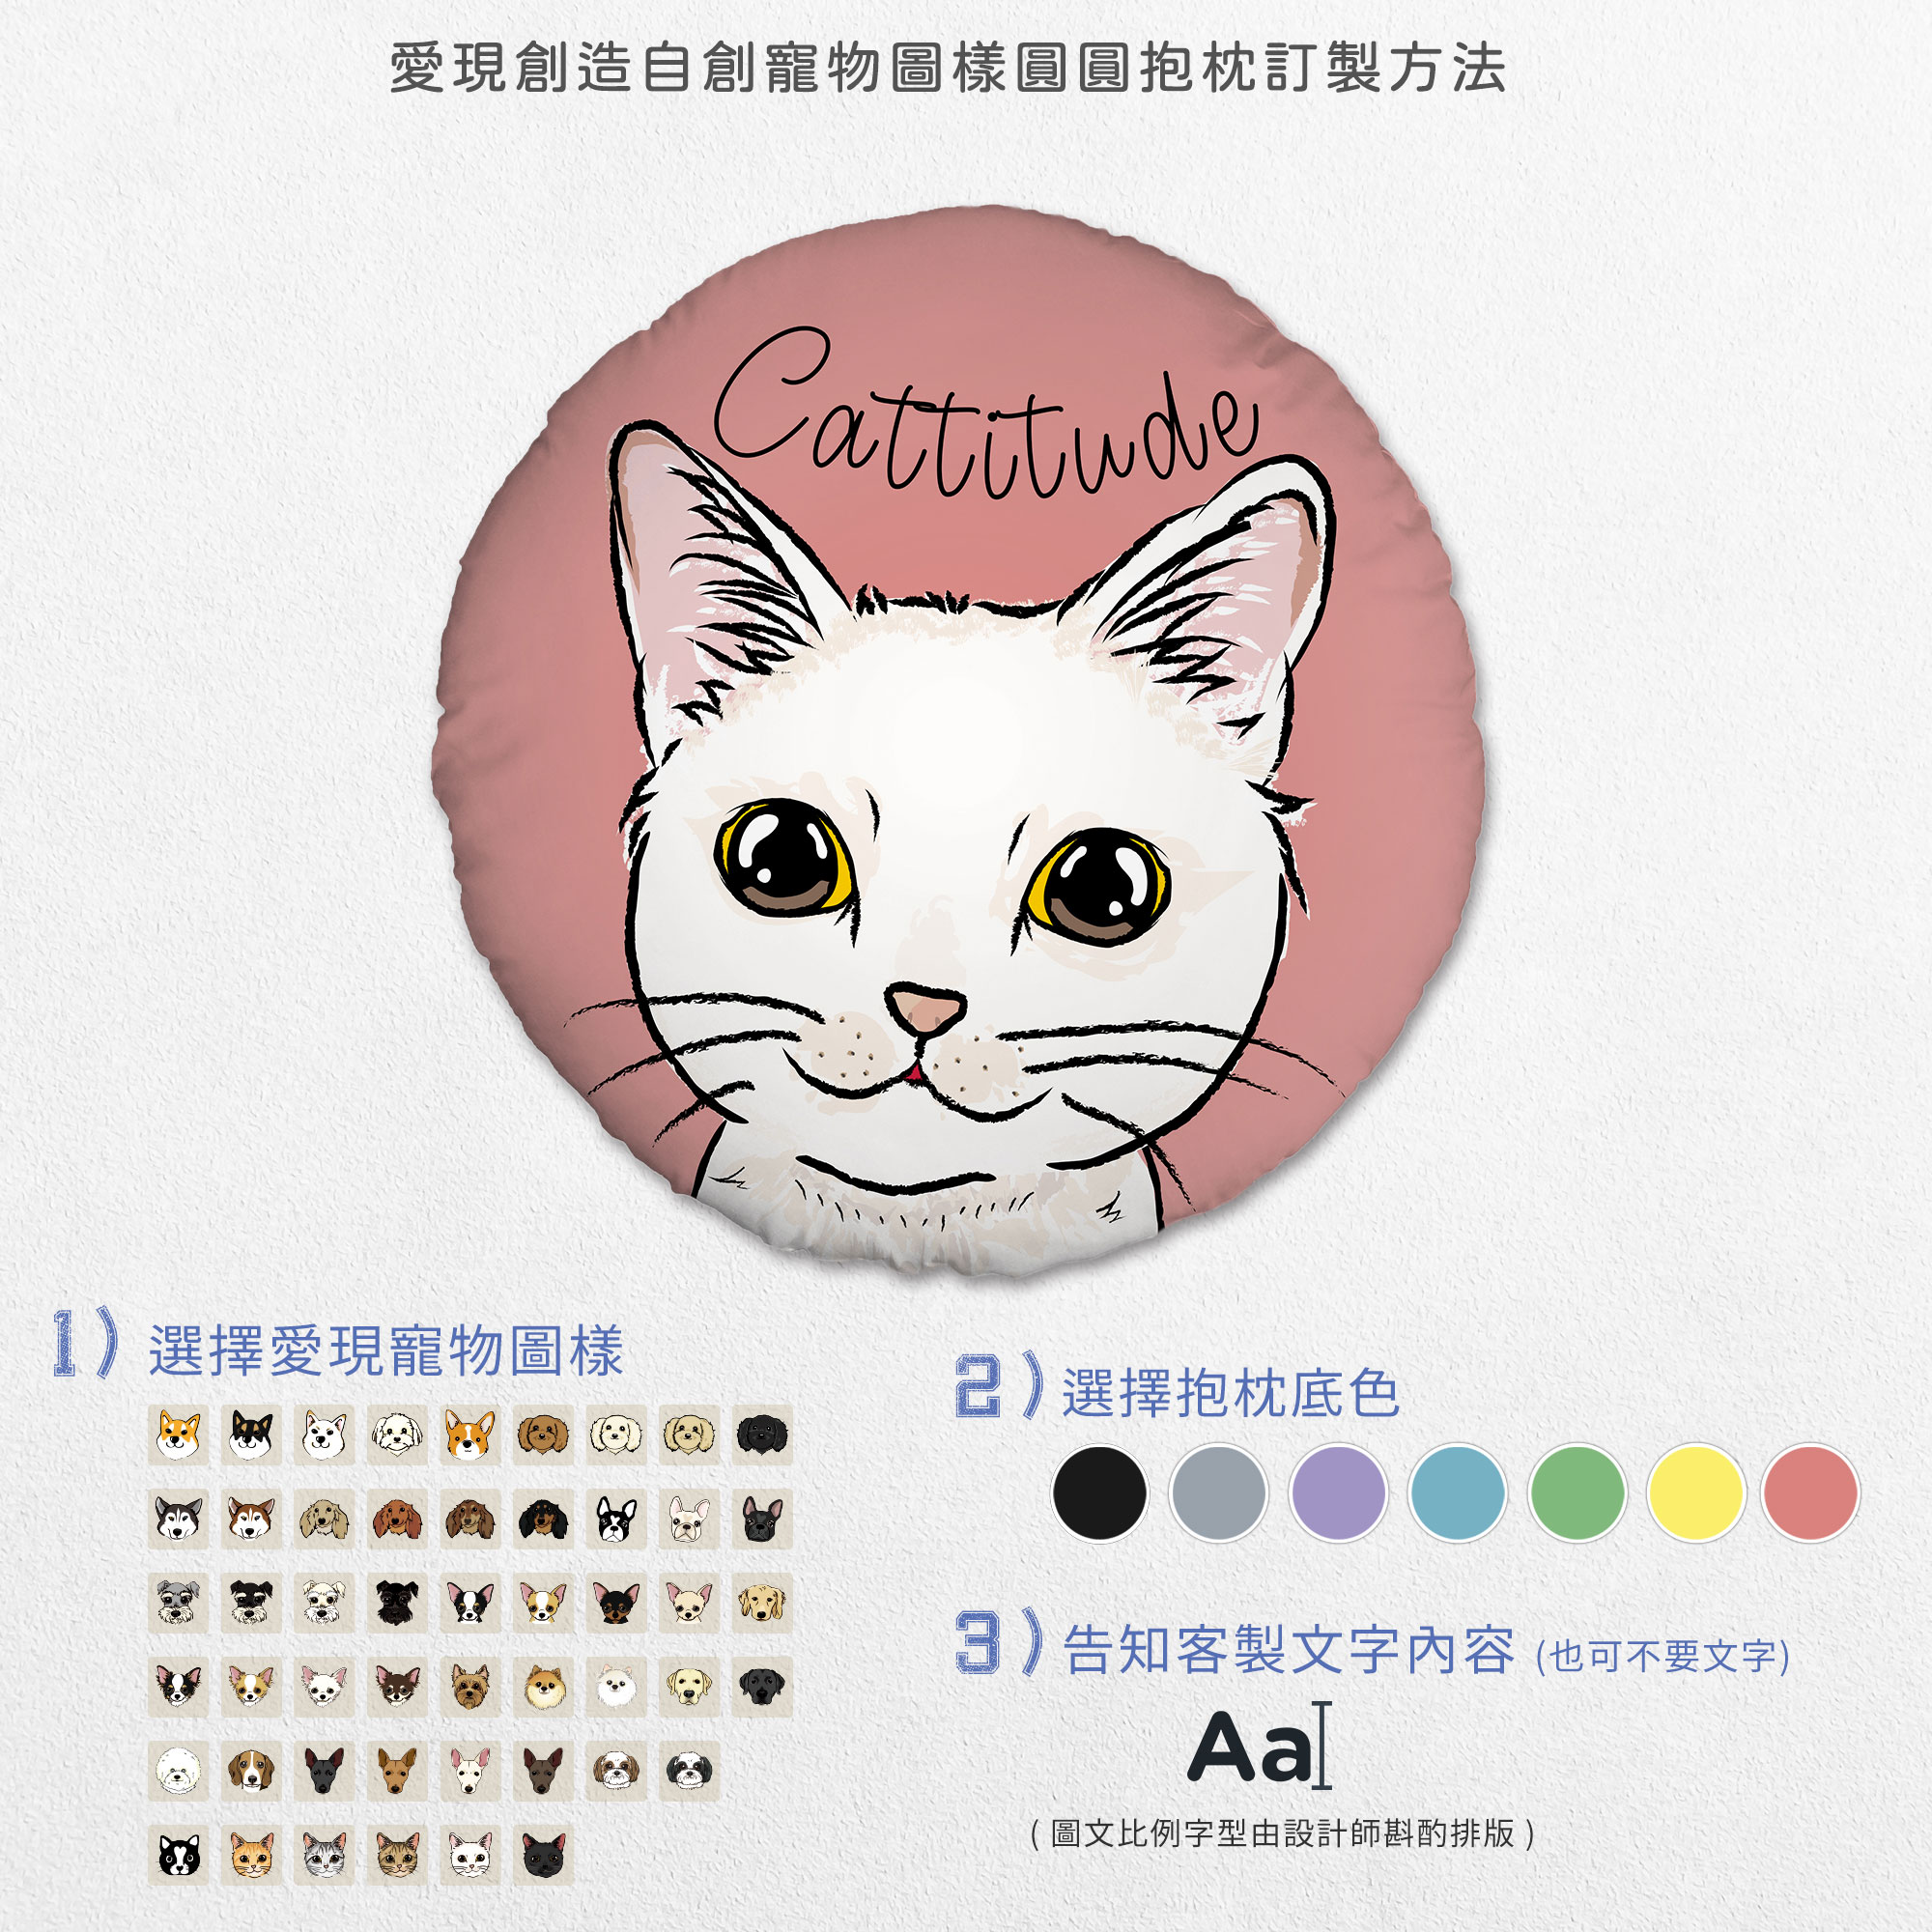 愛現創造自創寵物圖樣圓圓抱枕訂製方法
Cattitude
1) 選擇愛現寵物圖樣
2) 選擇抱枕底色
3) 告知客製文字內容 (也可不要文字)
Aa
( 圖文比例字型由設計師斟酌排版 )